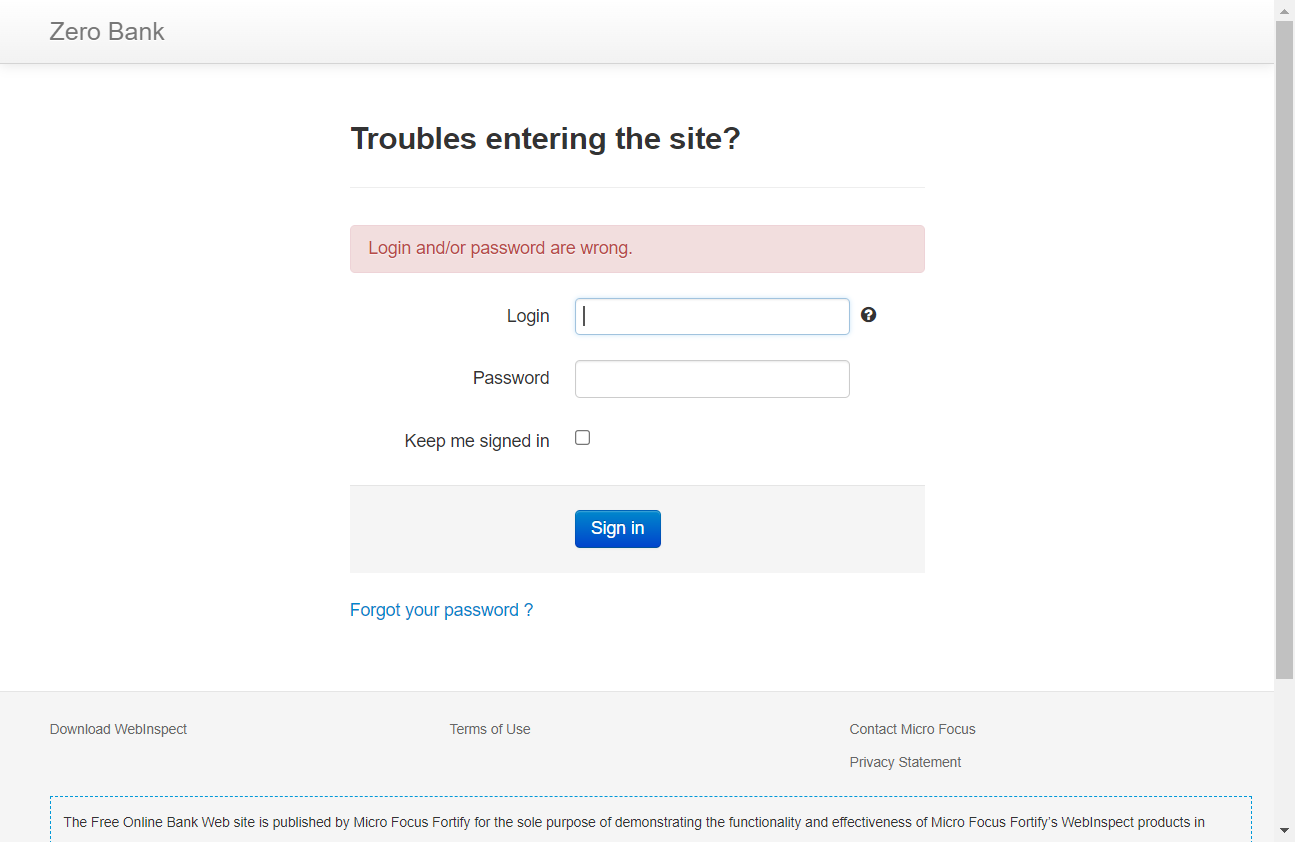 Zero Bank
Troubles entering the site?
Login and/or password are wrong.
Login
Password
Keep me signed in
Sign in
Forgot your password ?
Download WebInspect
Terms of Use
Contact Micro Focus
Privacy Statement
The Free Online Bank Web site is published by Micro Focus Fortify for the sole purpose of demonstrating the functionality and effectiveness of Micro Focus Fortify's WebInspect products in